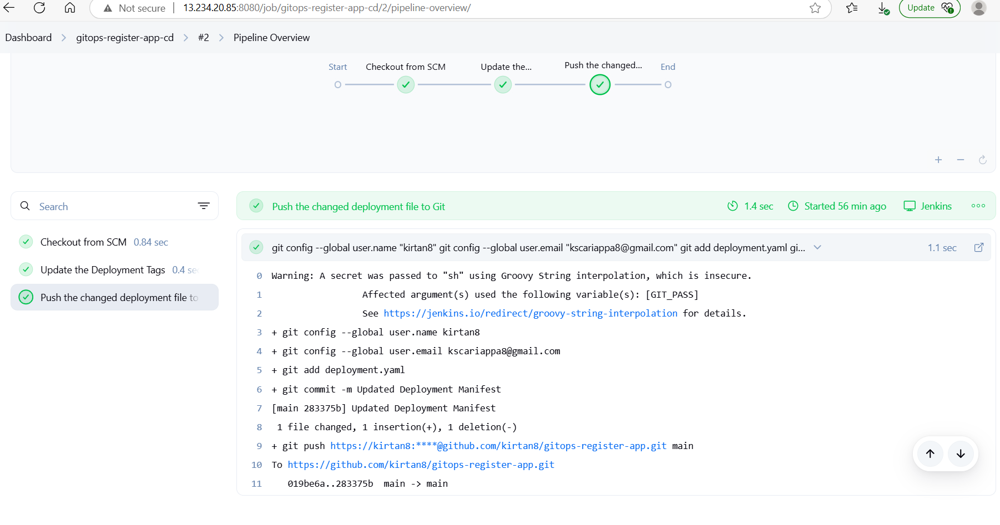 Not secure
13.234.20.85:8080/job/gitops-register-app-cd/2/pipeline-overview/
Update
Dashboard
gitops-register-app-cd
#2
Pipeline Overview
Start
Checkout from SCM
Update the...
Push the changed...
End
Search
Checkout from SCM 0.84 sec
Update the Deployment Tags 0.4 sec
Push the changed deployment file to
Push the changed deployment file to Git
1.4 sec
Started 56 min ago
Jenkins
git config --global user.name "kirtan8" git config --global user.email "kscariappa8@gmail.com" git add deployment.yaml gi...
1.1 sec
0 Warning: A secret was passed to "sh" using Groovy String interpolation, which is insecure.
1 Affected argument(s) used the following variable(s): [GIT_PASS]
2 See https://jenkins.io/redirect/groovy-string-interpolation for details.
3 + git config --global user.name kirtan8
4 + git config --global user.email kscariappa8@gmail.com
5 + git add deployment.yaml
6 + git commit -m Updated Deployment Manifest
7 [main 283375b] Updated Deployment Manifest
8 1 file changed, 1 insertion(+), 1 deletion(-)
9 + git push https://kirtan8:****@github.com/kirtan8/gitops-register-app.git main
10 To https://github.com/kirtan8/gitops-register-app.git
11 019be6a..283375b main -> main